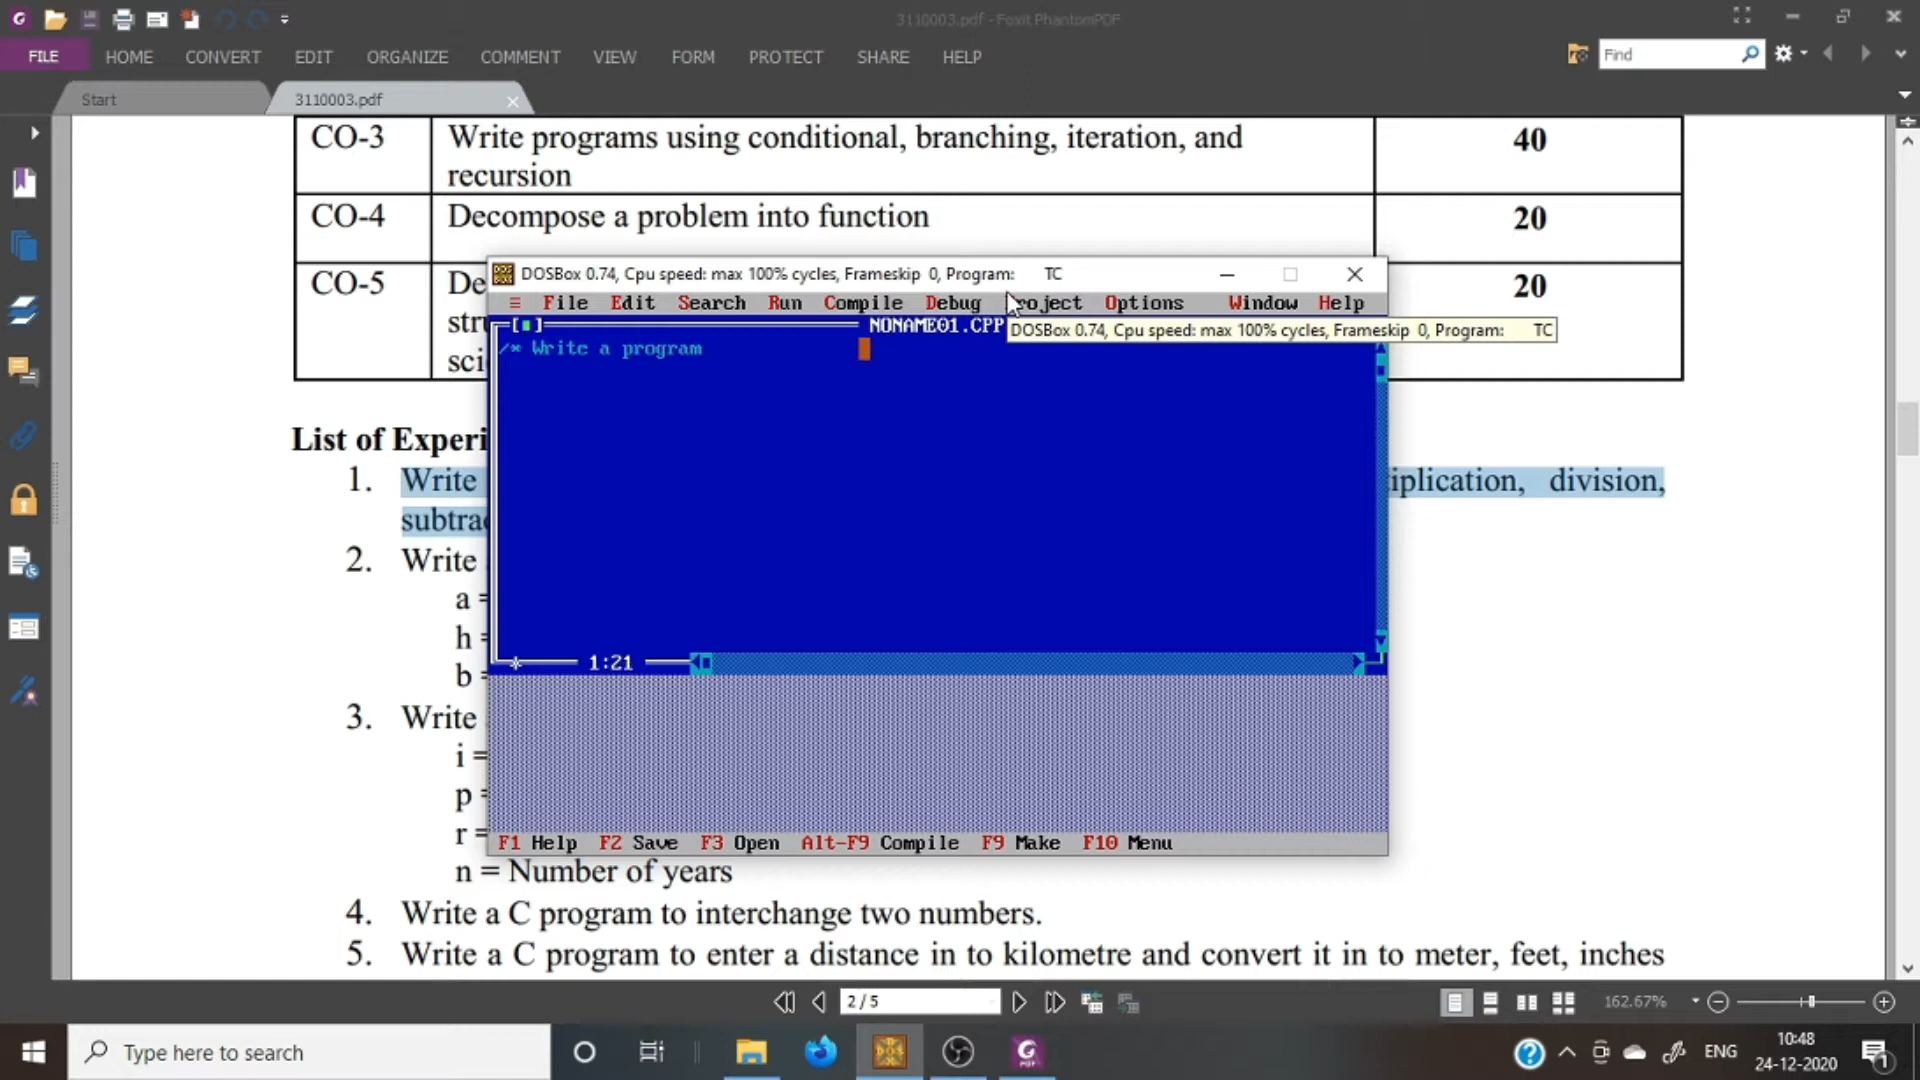 3110003.pdf - Foxit PhantomPDF
FILE HOME CONVERT EDIT ORGANIZE COMMENT VIEW FORM PROTECT SHARE HELP
Find
Start
3110003.pdf
CO-3 Write programs using conditional, branching, iteration, and 40
recursion
CO-4 Decompose a problem into function 20
CO-5 De 20
str
sci
DOSBox 0.74, Cpu speed: max 100% cycles, Frameskip 0, Program: TC
≡ File Edit Search Run Compile Debug Project Options Window Help
NONAME01.CPP
DOSBox 0.74, Cpu speed: max 100% cycles, Frameskip 0, Program: TC
/* Write a program
1:21
F1 Help F2 Save F3 Open Alt-F9 Compile F9 Make F10 Menu
List of Experi
1. Write iplication, division,
subtrac
2. Write
a =
h =
b =
3. Write
i =
p =
r =
n = Number of years
4. Write a C program to interchange two numbers.
5. Write a C program to enter a distance in to kilometre and convert it in to meter, feet, inches
2 / 5
162.67%
Type here to search
ENG
10:48
24-12-2020
1